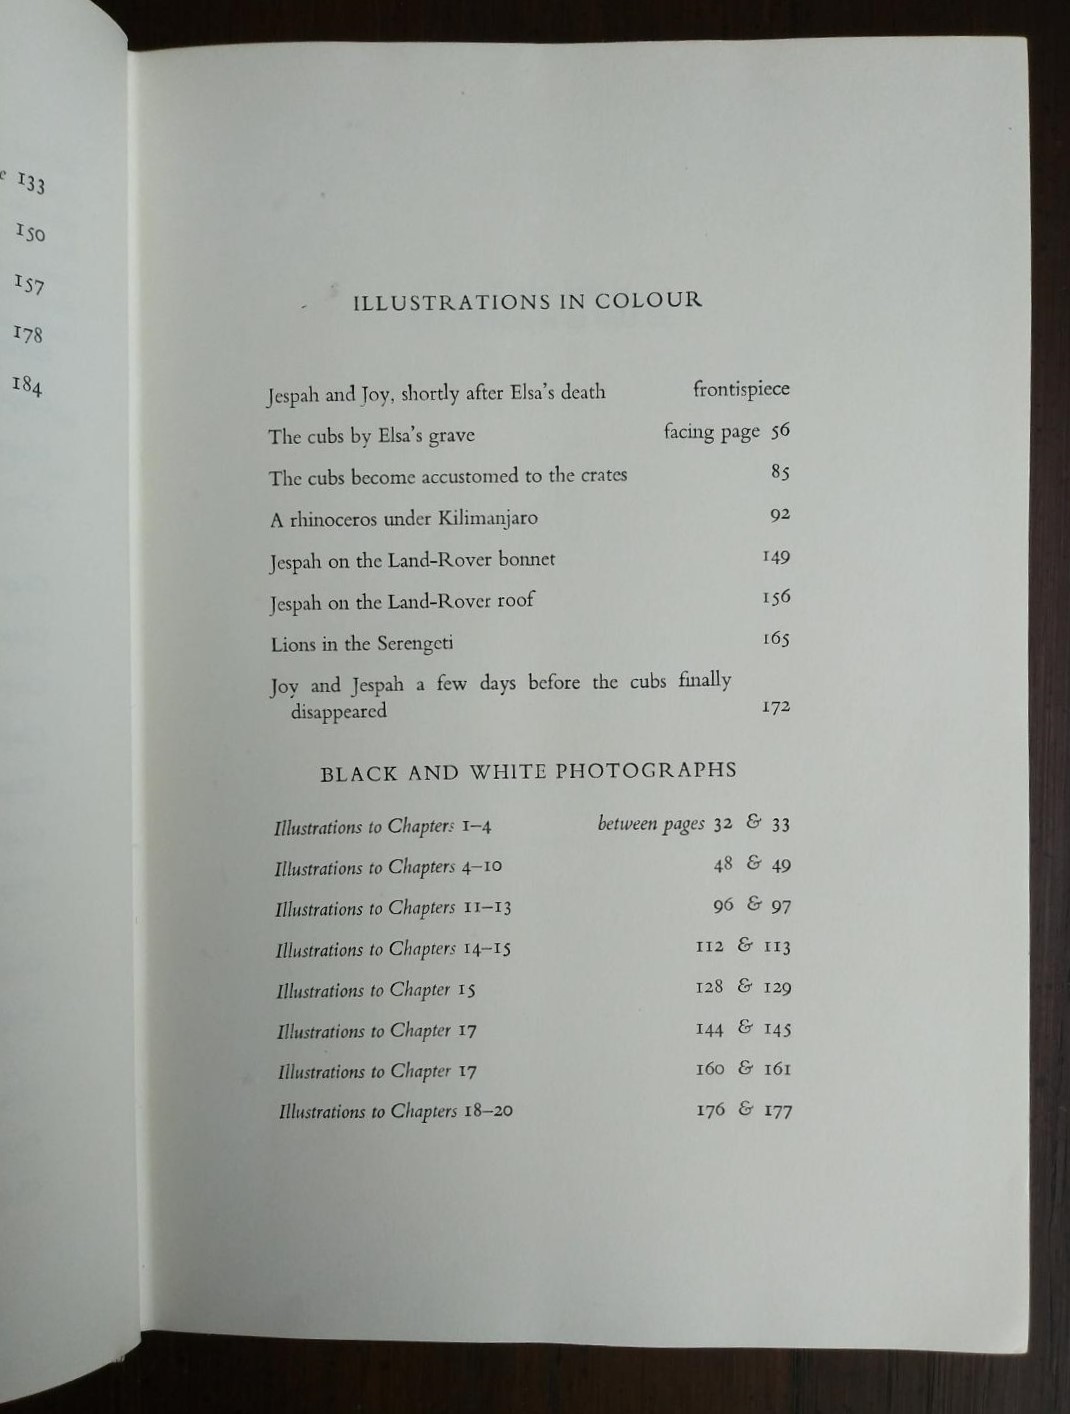 e 133
150
157
178
184
ILLUSTRATIONS IN COLOUR
Jespah and Joy, shortly after Elsa's death frontispiece
The cubs by Elsa's grave facing page 56
The cubs become accustomed to the crates 85
A rhinoceros under Kilimanjaro 92
Jespah on the Land-Rover bonnet 149
Jespah on the Land-Rover roof 156
Lions in the Serengeti 165
Joy and Jespah a few days before the cubs finally
disappeared 172
BLACK AND WHITE PHOTOGRAPHS
Illustrations to Chapters 1–4 between pages 32 & 33
Illustrations to Chapters 4–10 48 & 49
Illustrations to Chapters 11–13 96 & 97
Illustrations to Chapters 14–15 112 & 113
Illustrations to Chapter 15 128 & 129
Illustrations to Chapter 17 144 & 145
Illustrations to Chapter 17 160 & 161
Illustrations to Chapters 18–20 176 & 177